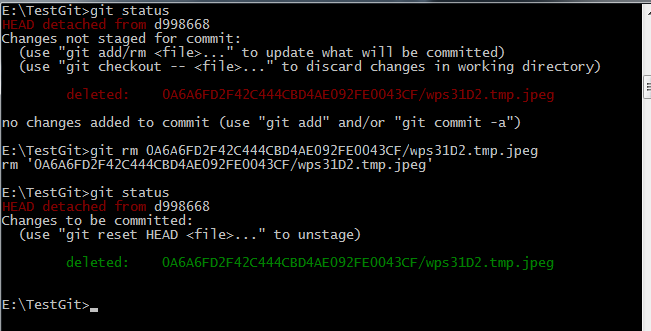 E:\TestGit>git status
HEAD detached from d998668
Changes not staged for commit:
  (use "git add/rm <file>..." to update what will be committed)
  (use "git checkout -- <file>..." to discard changes in working directory)
        deleted:    0A6A6FD2F42C444CBD4AE092FE0043CF/wps31D2.tmp.jpeg
no changes added to commit (use "git add" and/or "git commit -a")
E:\TestGit>git rm 0A6A6FD2F42C444CBD4AE092FE0043CF/wps31D2.tmp.jpeg
rm '0A6A6FD2F42C444CBD4AE092FE0043CF/wps31D2.tmp.jpeg'
E:\TestGit>git status
HEAD detached from d998668
Changes to be committed:
  (use "git reset HEAD <file>..." to unstage)
        deleted:    0A6A6FD2F42C444CBD4AE092FE0043CF/wps31D2.tmp.jpeg
E:\TestGit>_